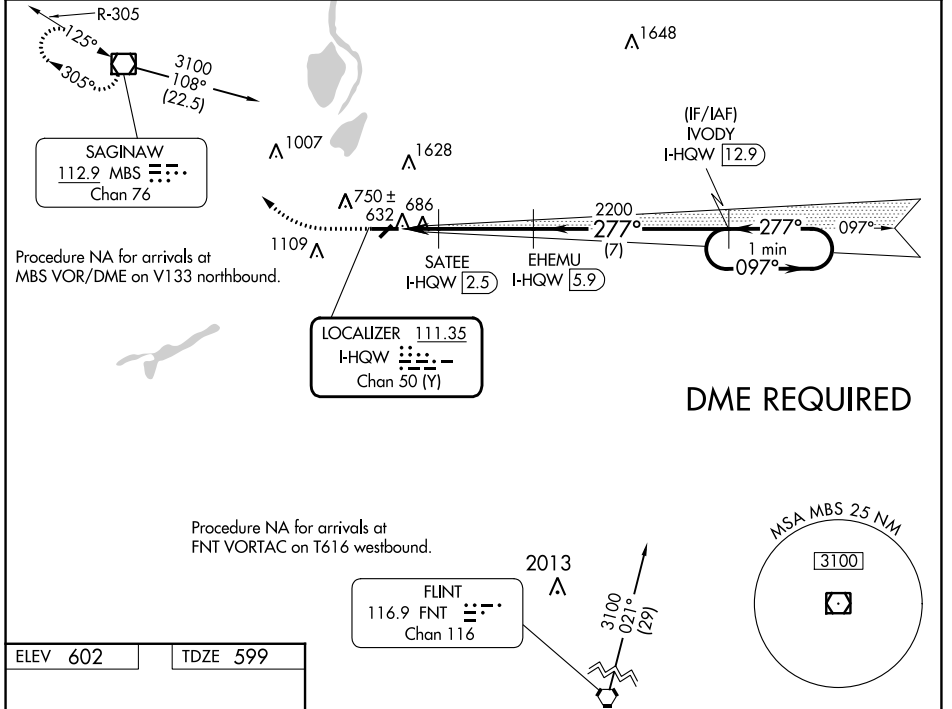 R-305
125°
305°
3100
108°
(22.5)
1648
SAGINAW
112.9 MBS
Chan 76
1007
1628
(IF/IAF)
IVODY
I-HQW 12.9
750 ±
632
686
1109
2200
277°
(7)
277°
097°
1 min
097°
Procedure NA for arrivals at
MBS VOR/DME on V133 northbound.
SATEE
I-HQW 2.5
EHEMU
I-HQW 5.9
LOCALIZER 111.35
I-HQW
Chan 50 (Y)
DME REQUIRED
Procedure NA for arrivals at
FNT VORTAC on T616 westbound.
2013
FLINT
116.9 FNT
Chan 116
3100
021°
(29)
MSA MBS 25 NM
3100
ELEV 602
TDZE 599